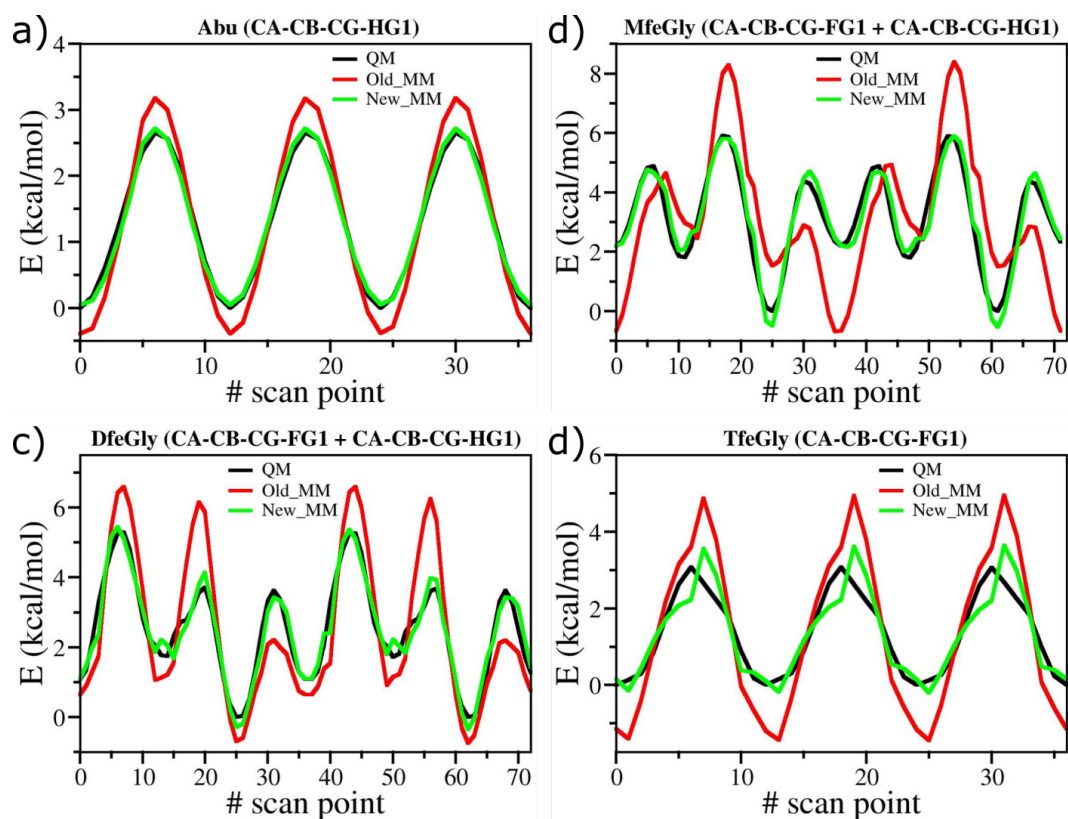 a)
Abu (CA-CB-CG-HG1)
QM
Old_MM
New_MM
E (kcal/mol)
4
3
2
1
0
0 10 20 30
# scan point
d)
MfeGly (CA-CB-CG-FG1 + CA-CB-CG-HG1)
QM
Old_MM
New_MM
E (kcal/mol)
8
6
4
2
0
0 10 20 30 40 50 60 70
# scan point
c)
DfeGly (CA-CB-CG-FG1 + CA-CB-CG-HG1)
QM
Old_MM
New_MM
E (kcal/mol)
6
4
2
0
0 10 20 30 40 50 60 70
# scan point
d)
TfeGly (CA-CB-CG-FG1)
QM
Old_MM
New_MM
E (kcal/mol)
6
4
2
0
0 10 20 30
# scan point